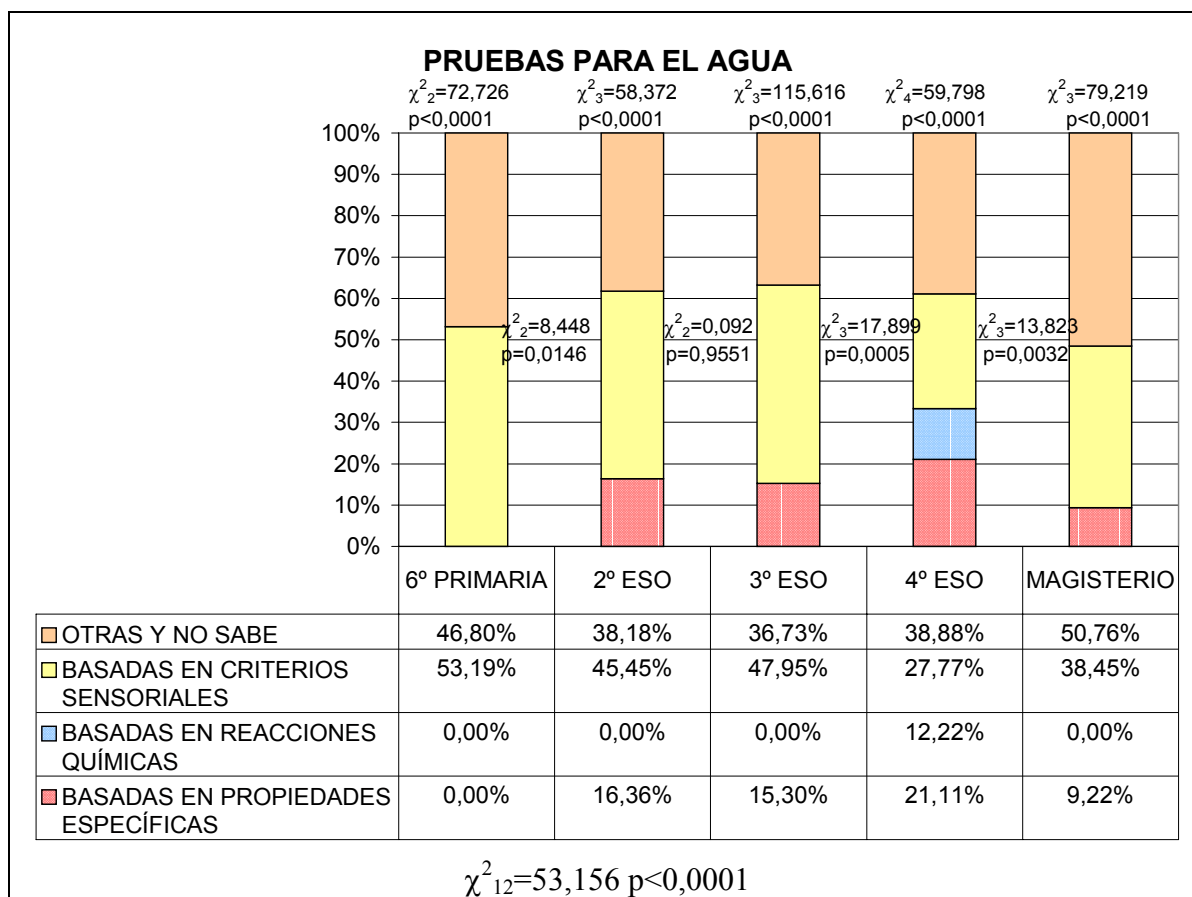 PRUEBAS PARA EL AGUA
χ²₂=72,726 χ²₃=58,372 χ²₃=115,616 χ²₄=59,798 χ²₃=79,219
p<0,0001 p<0,0001 p<0,0001 p<0,0001 p<0,0001
100%
90%
80%
70%
60%
50%
40%
30%
20%
10%
0%
χ²₂=8,448 χ²₂=0,092 χ²₃=17,899 χ²₃=13,823
p=0,0146 p=0,9551 p=0,0005 p=0,0032
6º PRIMARIA 2º ESO 3º ESO 4º ESO MAGISTERIO
OTRAS Y NO SABE 46,80% 38,18% 36,73% 38,88% 50,76%
BASADAS EN CRITERIOS 53,19% 45,45% 47,95% 27,77% 38,45%
SENSORIALES
BASADAS EN REACCIONES 0,00% 0,00% 0,00% 12,22% 0,00%
QUÍMICAS
BASADAS EN PROPIEDADES 0,00% 16,36% 15,30% 21,11% 9,22%
ESPECÍFICAS
χ²₁₂=53,156 p<0,0001